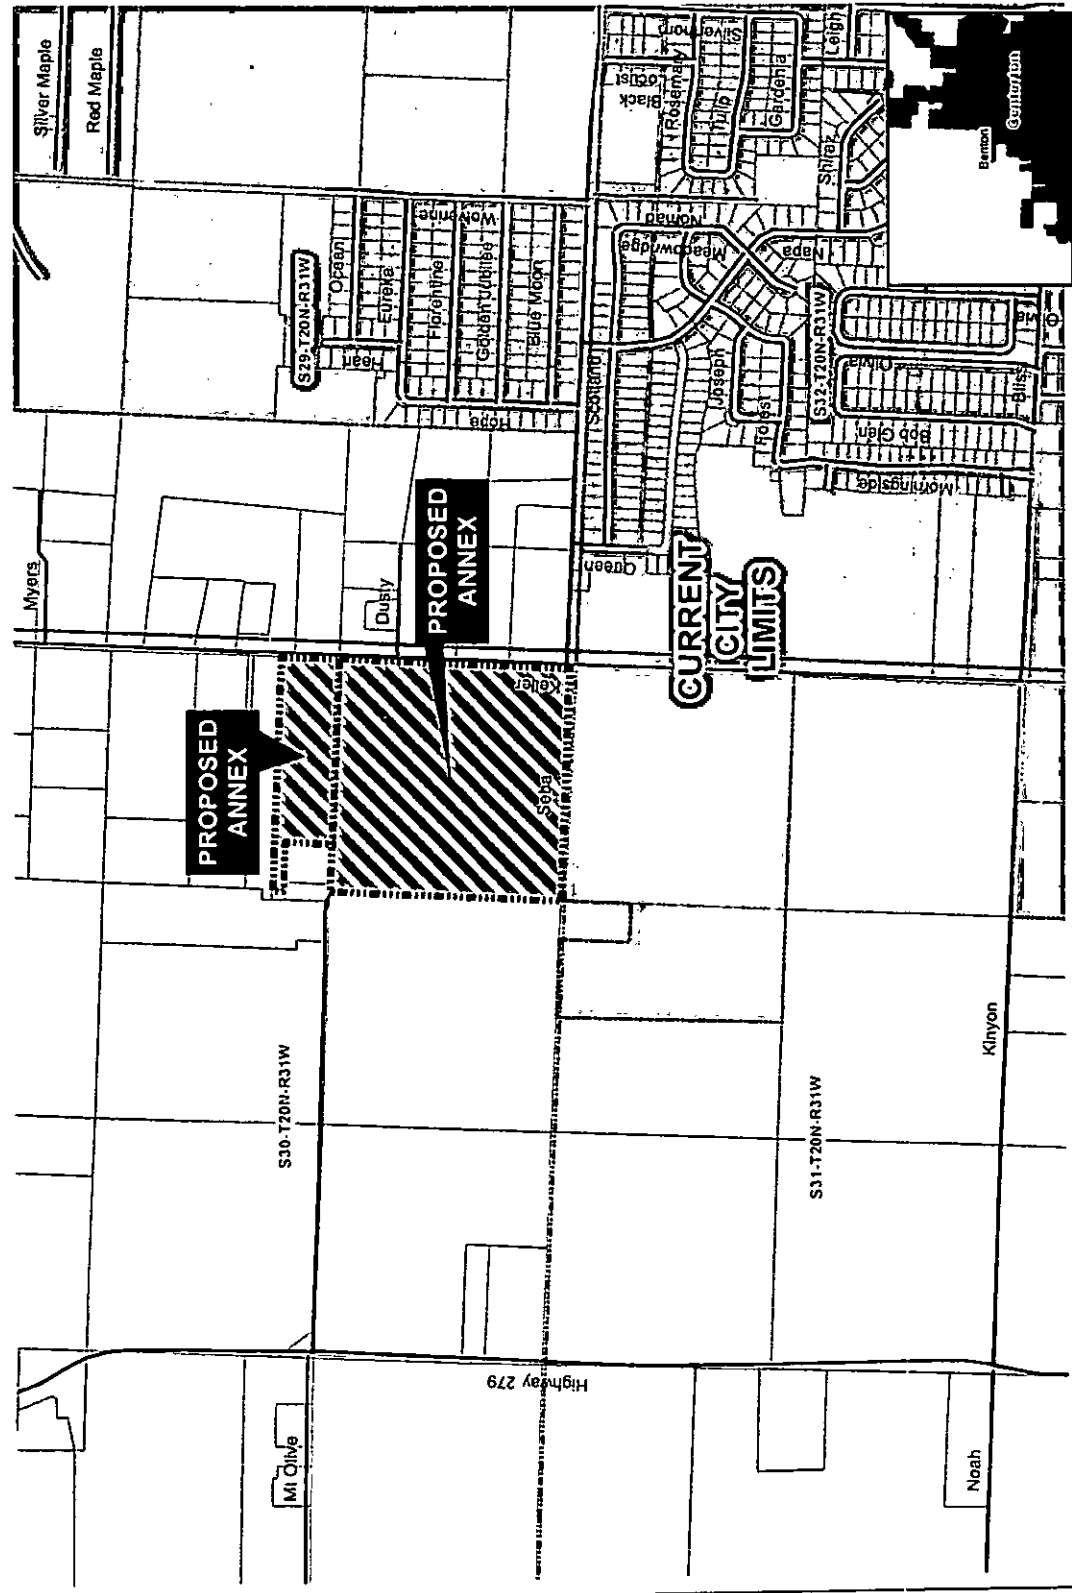 Silver Maple
Red Maple
Myers
S29-T20N-R31W
Ocean
Eureka
Florentine
Golden Jubilee
Blue Moon
Wolverine
Hope
Dusty
PROPOSED
ANNEX
PROPOSED
ANNEX
Keller
Seba
Scotland
Black
Locust
Rosemary
Tulip
Silverthorn
Gardenia
Leigh
Shiraz
Nomad
Meadowridge
Napa
Joseph
Forest
S32-T20N-R31W
Olivia
Bob Glen
Bliss
Morningside
Queen
CURRENT
CITY
LIMITS
Benton
Centerton
S30-T20N-R31W
S31-T20N-R31W
Kinyon
Highway 279
Mt Olive
Noah